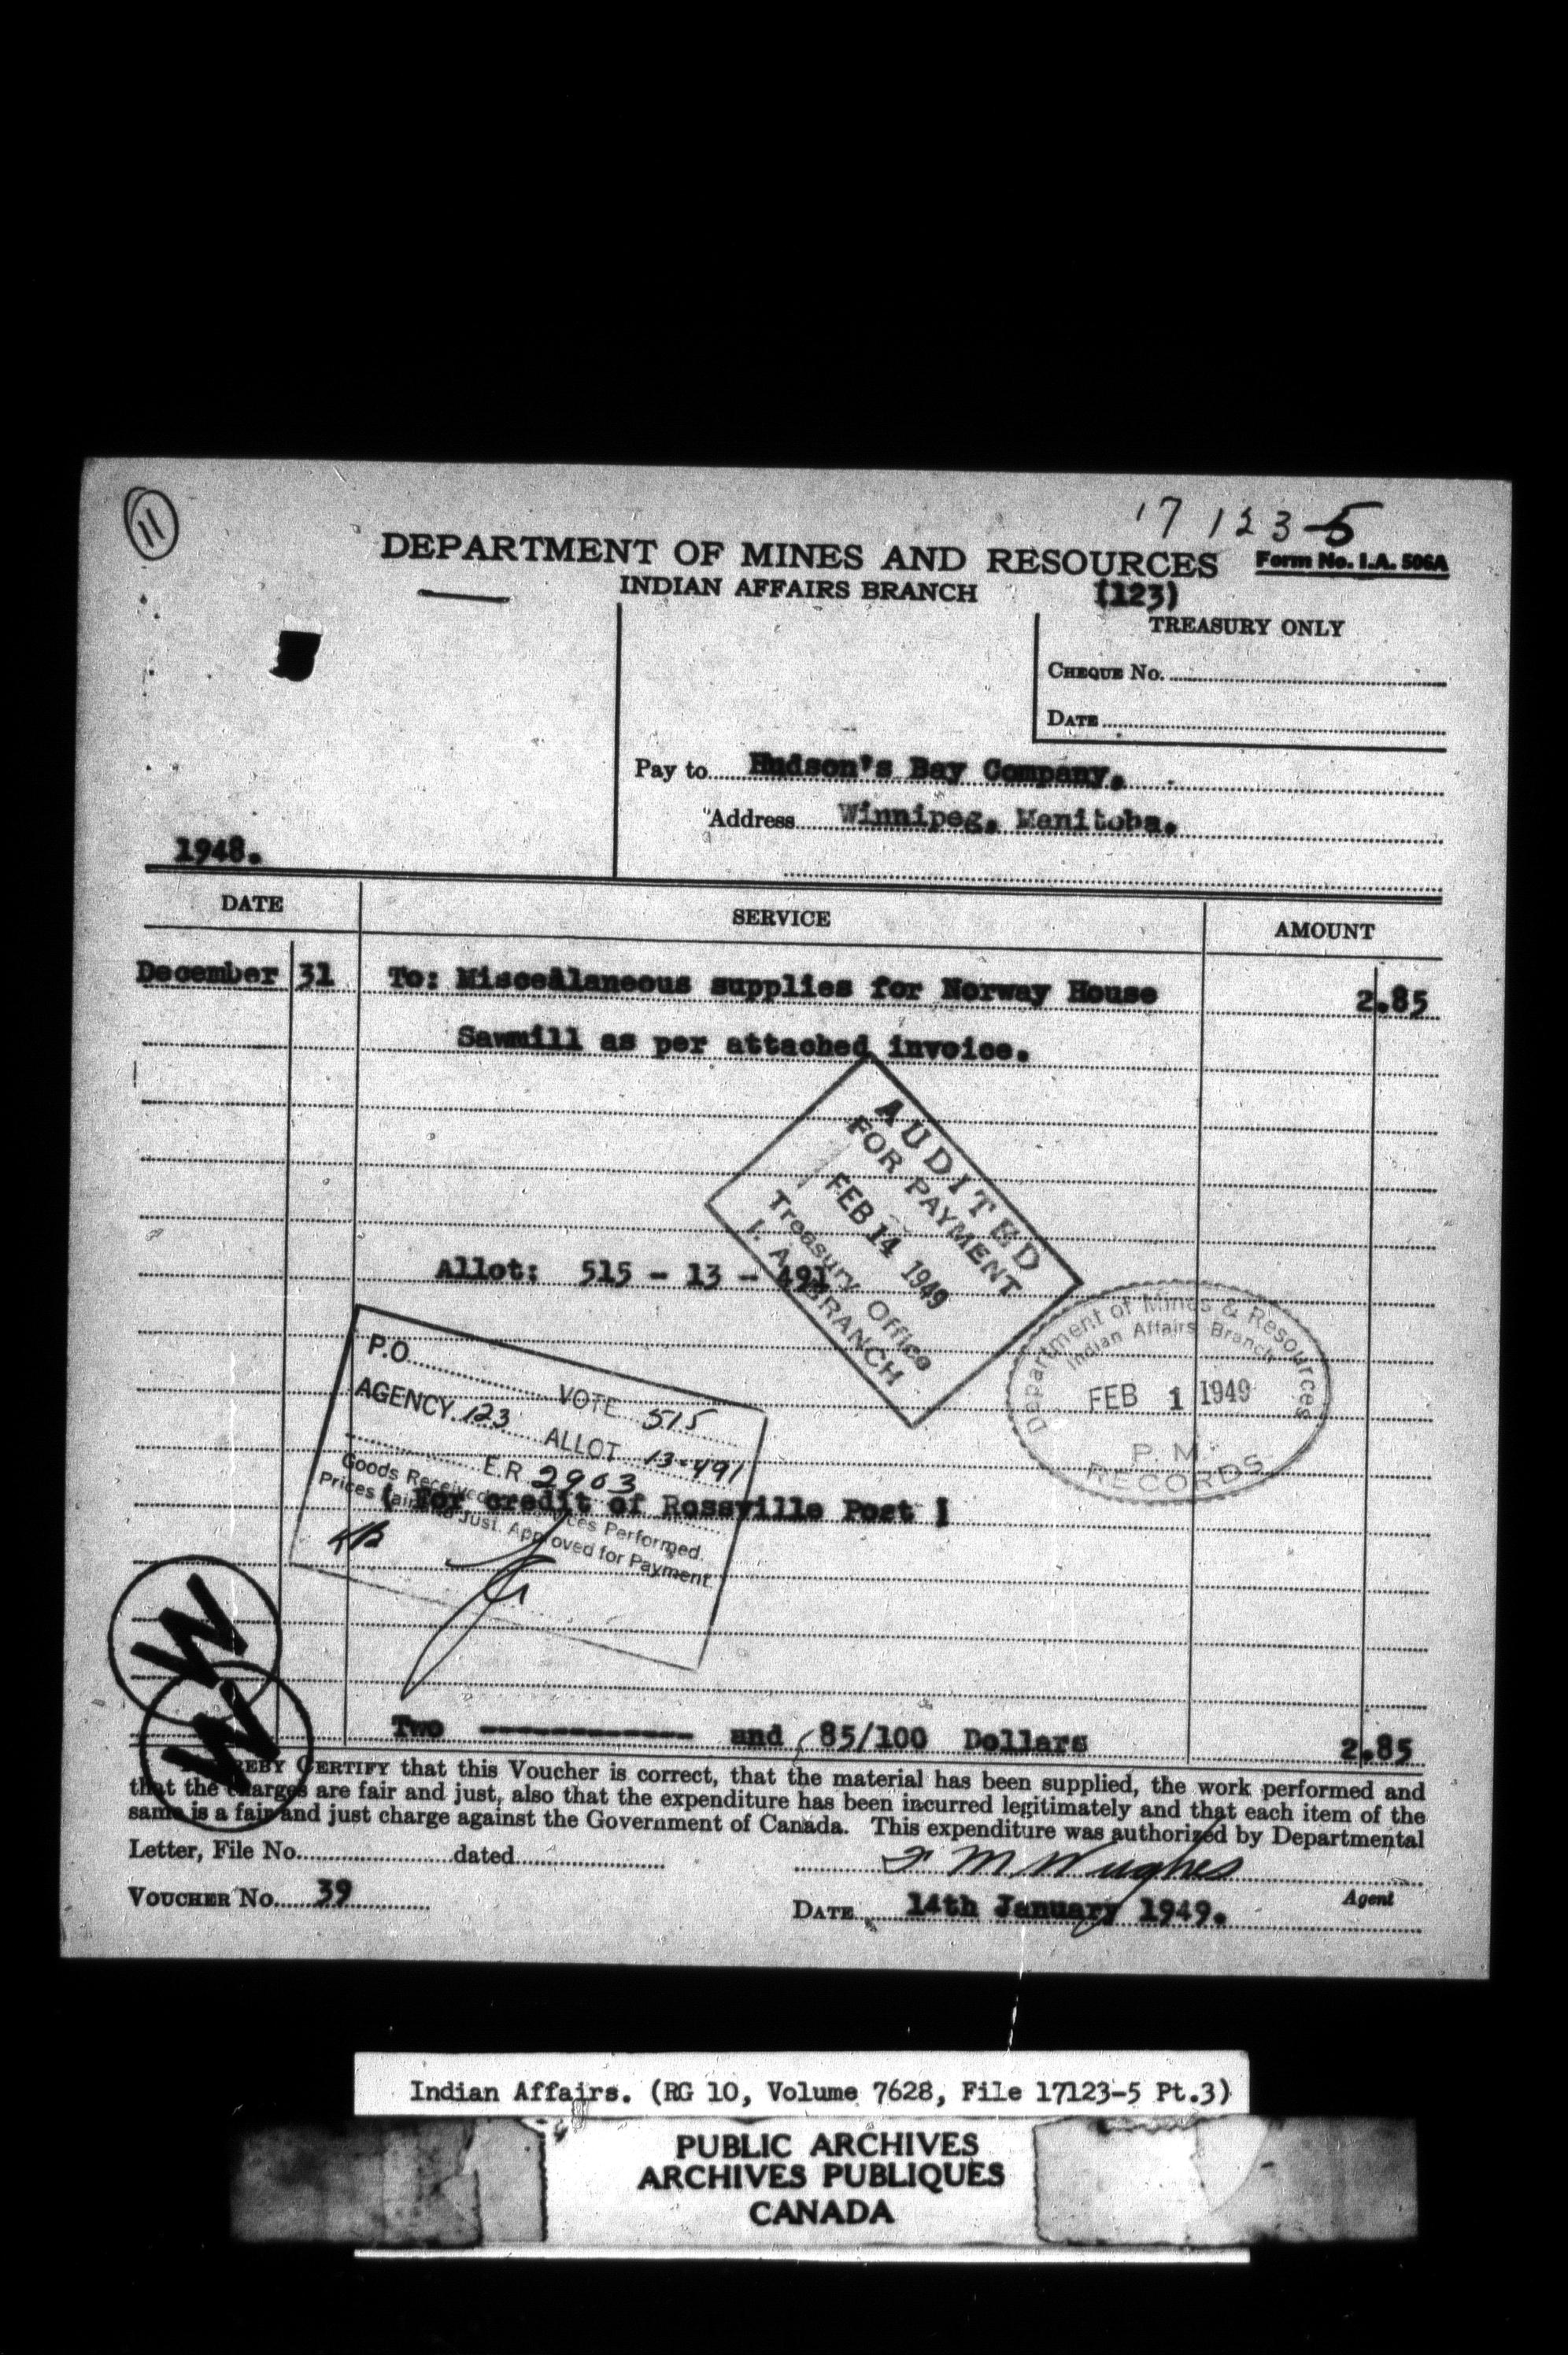 11
17 123-5
DEPARTMENT OF MINES AND RESOURCES
Form No. I.A. 506A
INDIAN AFFAIRS BRANCH
(123)
TREASURY ONLY
CHEQUE No.
DATE
Pay to Hudson's Bay Company.
Address Winnipeg, Manitoba.
1948.
DATE SERVICE AMOUNT
December 31 To: Miscellaneous supplies for Norway House 2.85
Sawmill as per attached invoice.
AUDITED
FOR PAYMENT
FEB 14 1949
Treasury Office
I. A. BRANCH
Allot: 515 - 13 - 491
Department of Mines & Resources
Indian Affairs Branch
FEB 1 1949
P. M.
RECORDS
P.O. VOTE 515
AGENCY 123 ALLOT 13-491
E.R 2903
Goods Received Services Performed.
Prices Fair and Just. Approved for Payment.
( For credit of Rossville Post )
W
W
Two ---------- and 85/100 Dollars 2.85
HEREBY CERTIFY that this Voucher is correct, that the material has been supplied, the work performed and
that the charges are fair and just, also that the expenditure has been incurred legitimately and that each item of the
same is a fair and just charge against the Government of Canada. This expenditure was authorized by Departmental
Letter, File No. dated
Agent
VOUCHER No. 39
DATE 14th January 1949.
Indian Affairs. (RG 10, Volume 7628, File 17123-5 Pt.3)
PUBLIC ARCHIVES
ARCHIVES PUBLIQUES
CANADA